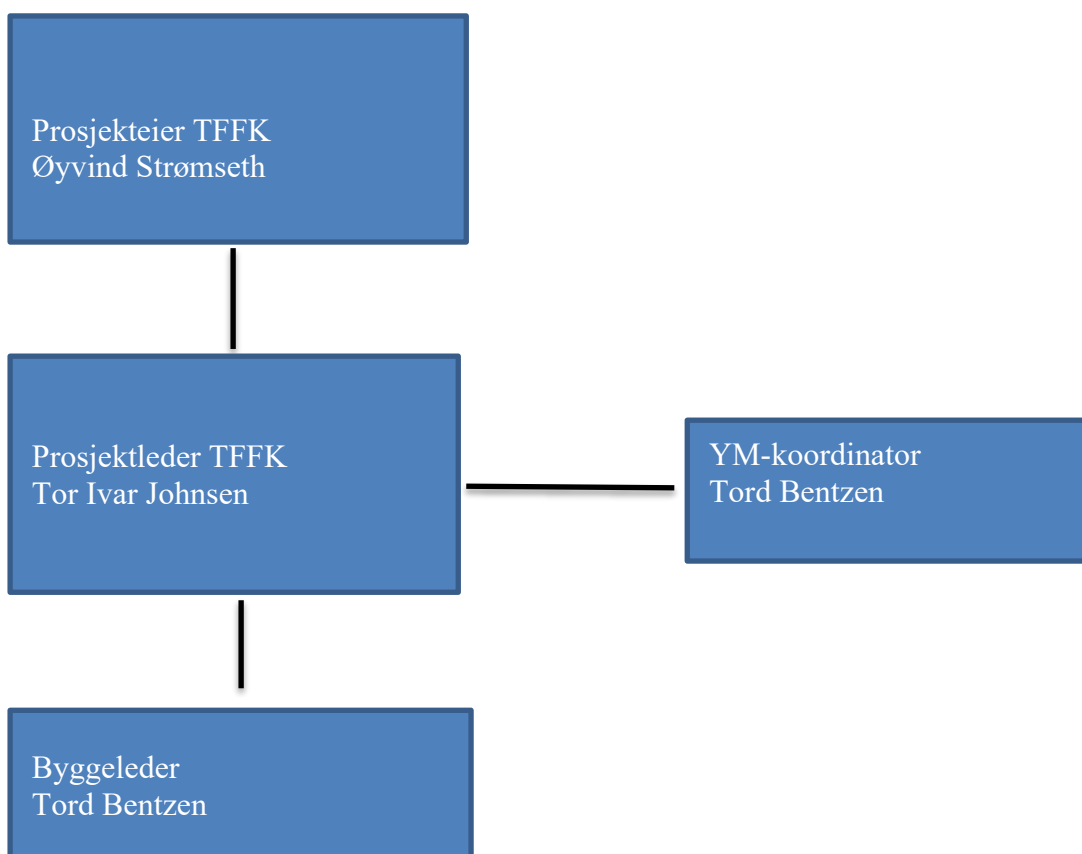 Prosjekteier TFFK
Øyvind Strømseth
Prosjektleder TFFK
Tor Ivar Johnsen
YM-koordinator
Tord Bentzen
Byggeleder
Tord Bentzen